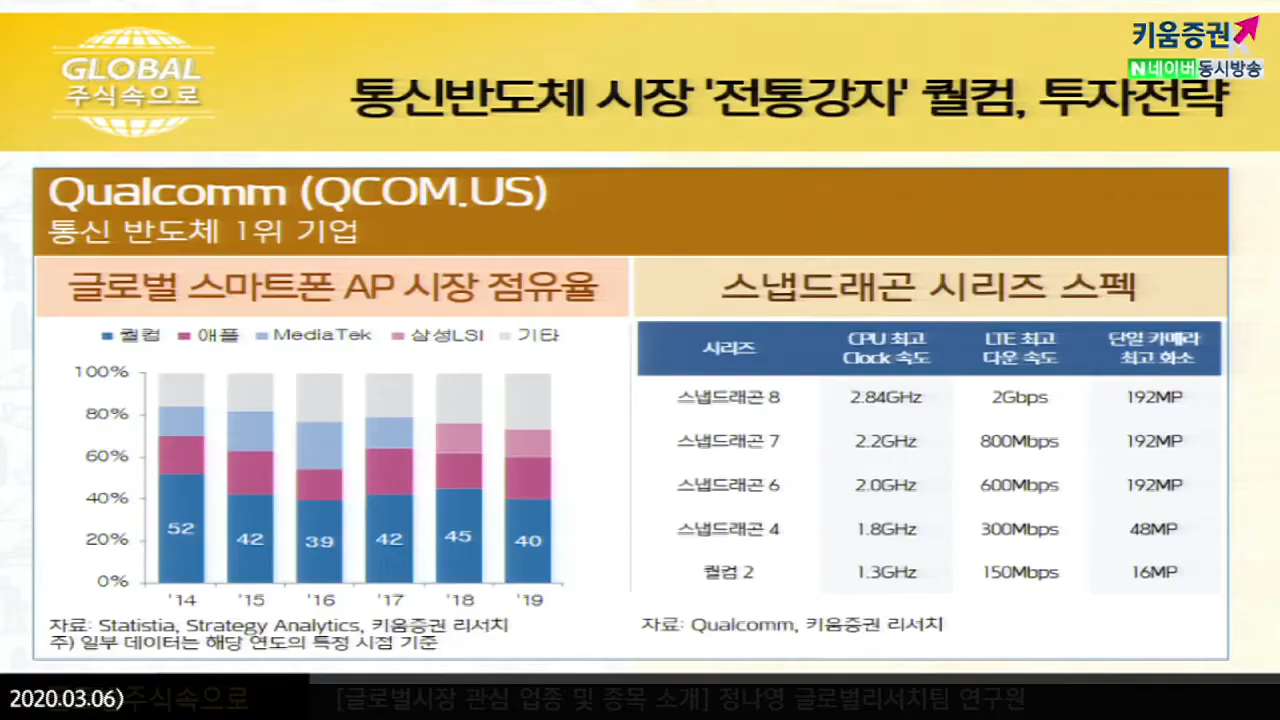 키움증권
N네이버 동시방송
GLOBAL
주식속으로
통신반도체 시장 '전통강자' 퀄컴, 투자전략
Qualcomm (QCOM.US)
통신 반도체 1위 기업
글로벌 스마트폰 AP 시장 점유율
퀄컴 애플 MediaTek 삼성LSI 기타
100%
80%
60%
40%
20%
0%
52 42 39 42 45 40
'14 '15 '16 '17 '18 '19
자료: Statistia, Strategy Analytics, 키움증권 리서치
주) 일부 데이터는 해당 연도의 특정 시점 기준
스냅드래곤 시리즈 스펙
시리즈 CPU 최고 Clock 속도 LTE 최고 다운 속도 단일 카메라 최고 화소
스냅드래곤 8 2.84GHz 2Gbps 192MP
스냅드래곤 7 2.2GHz 800Mbps 192MP
스냅드래곤 6 2.0GHz 600Mbps 192MP
스냅드래곤 4 1.8GHz 300Mbps 48MP
퀄컴 2 1.3GHz 150Mbps 16MP
자료: Qualcomm, 키움증권 리서치
2020.03.06) 주식속으로 [글로벌시장 관심 업종 및 종목 소개] 정나영 글로벌리서치팀 연구원